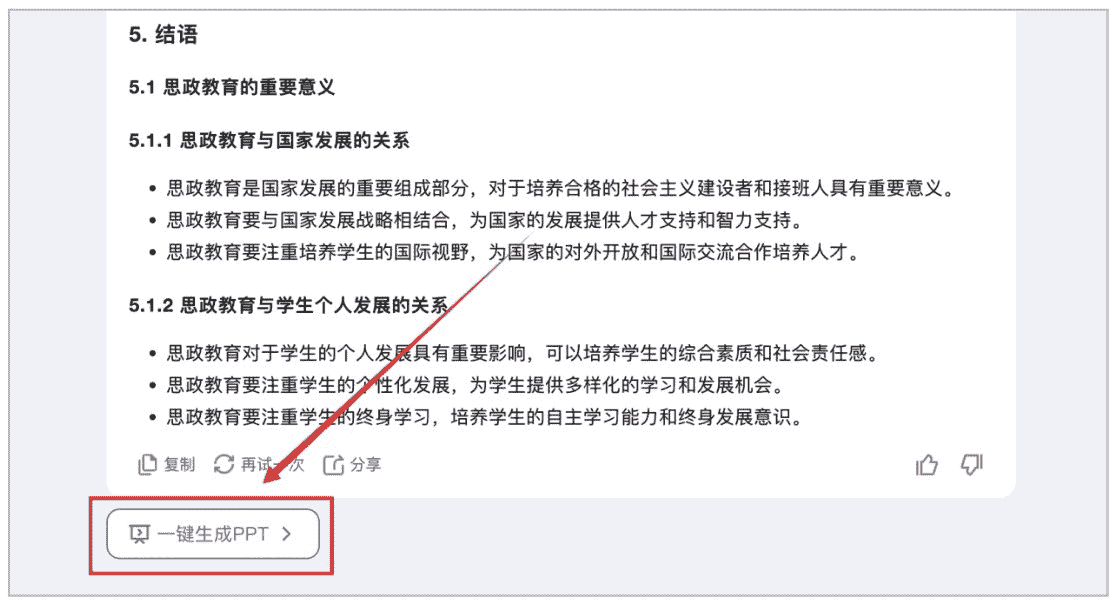 5. 结语
5.1 思政教育的重要意义
5.1.1 思政教育与国家发展的关系
• 思政教育是国家发展的重要组成部分，对于培养合格的社会主义建设者和接班人具有重要意义。
• 思政教育要与国家发展战略相结合，为国家的发展提供人才支持和智力支持。
• 思政教育要注重培养学生的国际视野，为国家的对外开放和国际交流合作培养人才。
5.1.2 思政教育与学生个人发展的关系
• 思政教育对于学生的个人发展具有重要影响，可以培养学生的综合素质和社会责任感。
• 思政教育要注重学生的个性化发展，为学生提供多样化的学习和发展机会。
• 思政教育要注重学生的终身学习，培养学生的自主学习能力和终身发展意识。
复制 再试一次 分享
一键生成PPT >